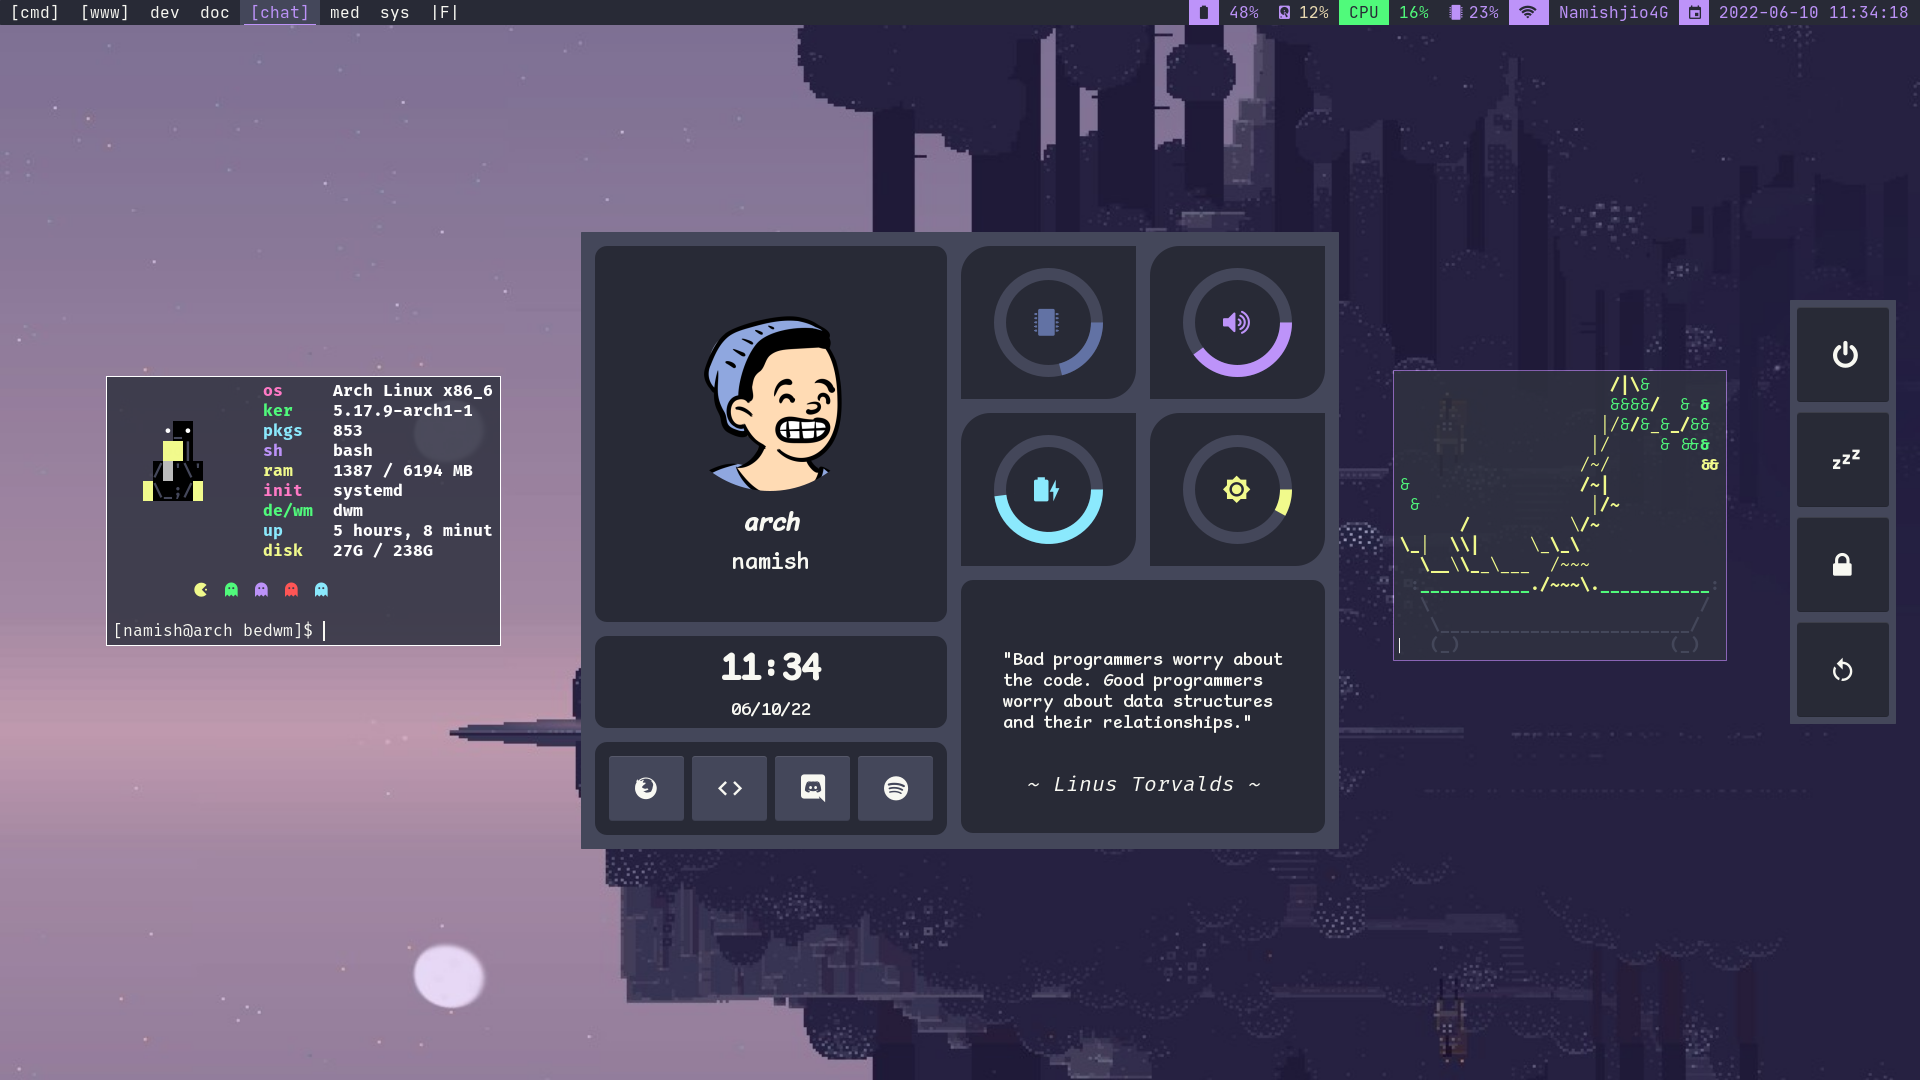 [cmd] [www] dev doc [chat] med sys |F| 48% 12% CPU 16% 23% Namishjio4G 2022-06-10 11:34:18
os Arch Linux x86_6
ker 5.17.9-arch1-1
pkgs 853
sh bash
ram 1387 / 6194 MB
init systemd
de/wm dwm
up 5 hours, 8 minut
disk 27G / 238G
[namish@arch bedwm]$
arch
namish
11:34
06/10/22
"Bad programmers worry about
the code. Good programmers
worry about data structures
and their relationships."
~ Linus Torvalds ~
zzz